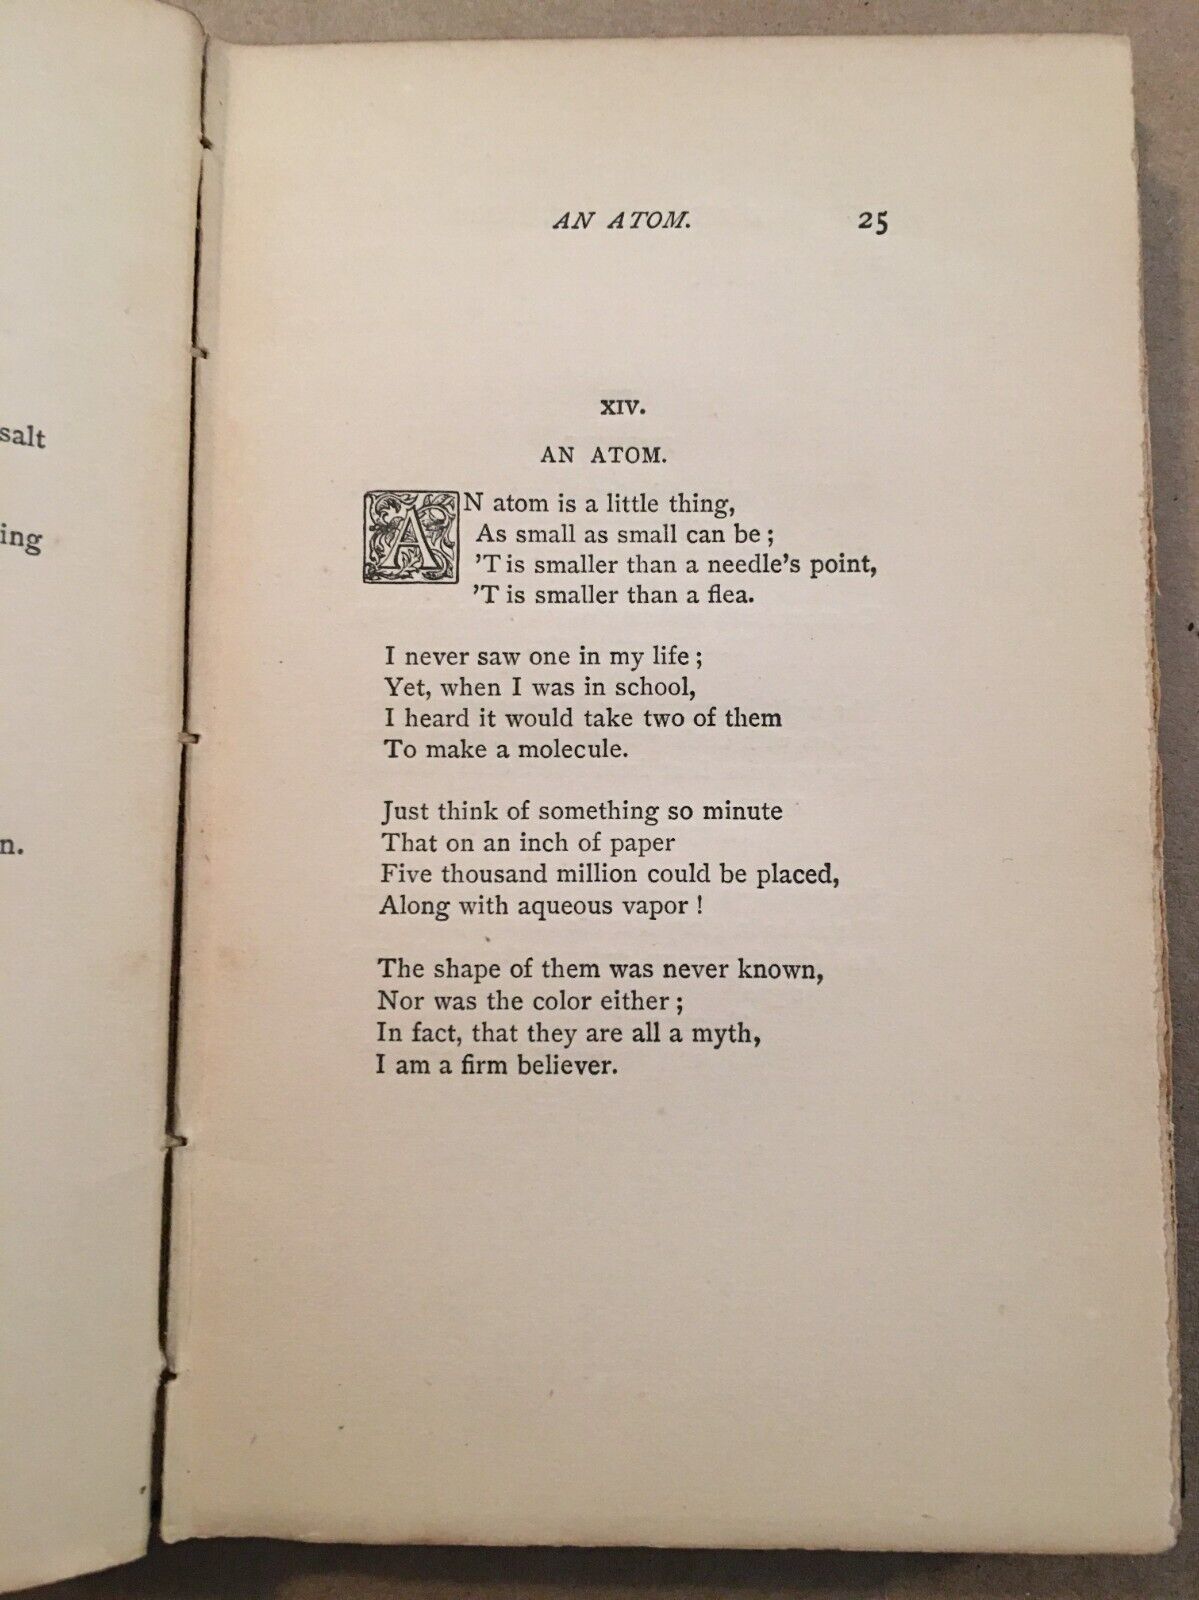 salt
ing
n.
AN ATOM. 25
XIV.
AN ATOM.
AN atom is a little thing,
As small as small can be ;
'T is smaller than a needle's point,
'T is smaller than a flea.
I never saw one in my life ;
Yet, when I was in school,
I heard it would take two of them
To make a molecule.
Just think of something so minute
That on an inch of paper
Five thousand million could be placed,
Along with aqueous vapor !
The shape of them was never known,
Nor was the color either ;
In fact, that they are all a myth,
I am a firm believer.